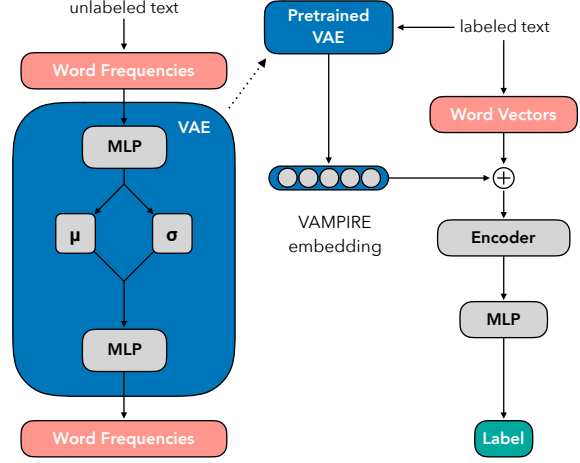 unlabeled text
Word Frequencies
VAE
MLP
μ
σ
MLP
Word Frequencies
Pretrained
VAE
labeled text
Word Vectors
VAMPIRE
embedding
+
Encoder
MLP
Label